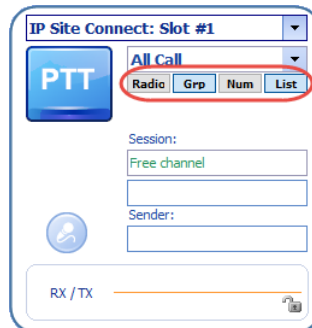 IP Site Connect: Slot #1
PTT
All Call
Radio Grp Num List
Session:
Free channel
Sender:
RX / TX